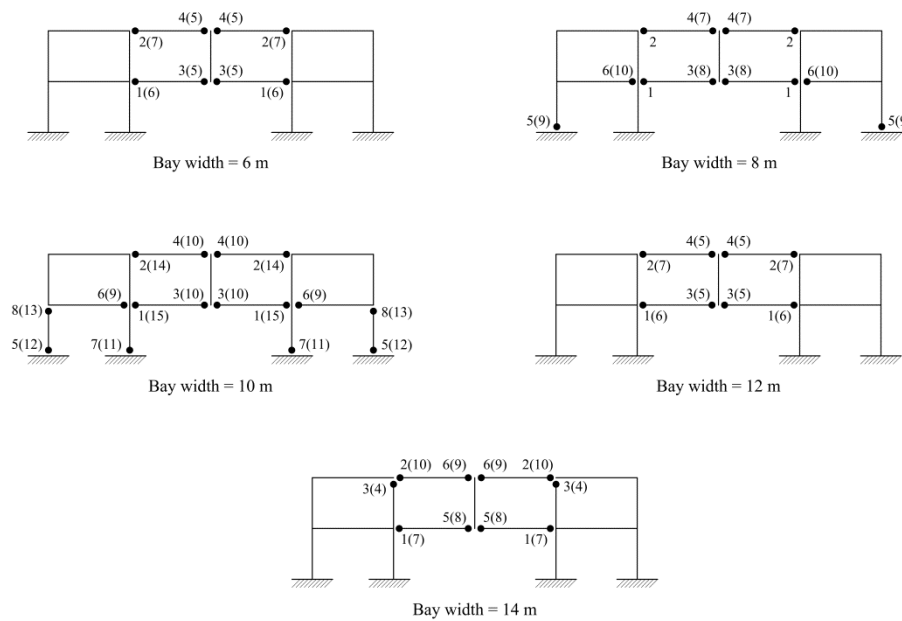 4(5) 4(5)
2(7) 2(7)
3(5) 3(5)
1(6) 1(6)
Bay width = 6 m
4(7) 4(7)
2 2
6(10) 3(8) 3(8) 6(10)
1 1
5(9) 5(9
Bay width = 8 m
4(10) 4(10)
2(14) 2(14)
6(9) 3(10) 3(10) 6(9)
8(13) 1(15) 1(15) 8(13)
5(12) 7(11) 7(11) 5(12)
Bay width = 10 m
4(5) 4(5)
2(7) 2(7)
3(5) 3(5)
1(6) 1(6)
Bay width = 12 m
2(10) 6(9) 6(9) 2(10)
3(4) 3(4)
5(8) 5(8)
1(7) 1(7)
Bay width = 14 m